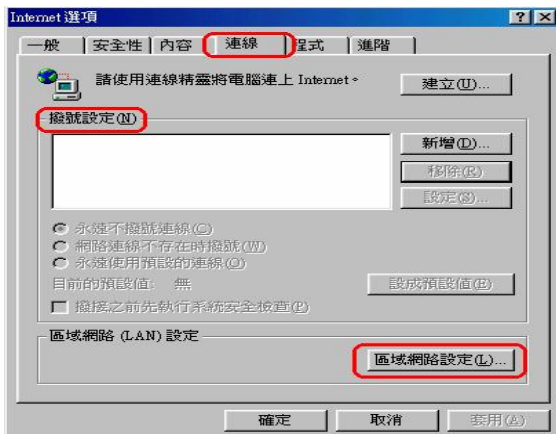 Internet 選項
一般 安全性 內容 連線 程式 進階
請使用連線精靈將電腦連上 Internet。
建立(U)...
撥號設定(N)
新增(D)...
移除(R)
設定(S)...
永遠不撥號連線(C)
網路連線不存在時撥號(W)
永遠使用預設的連線(O)
目前的預設值: 無
設成預設值(E)
撥接之前先執行系統安全檢查(P)
區域網路 (LAN) 設定
區域網路設定(L)...
確定 取消 套用(A)